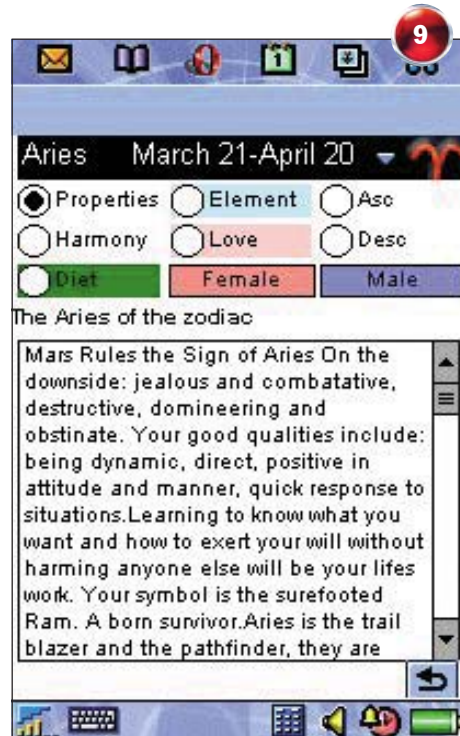 9
1
Aries March 21-April 20
Properties Element Asc
Harmony Love Desc
Diet Female Male
The Aries of the zodiac
Mars Rules the Sign of Aries On the
downside: jealous and combatative,
destructive, domineering and
obstinate. Your good qualities include:
being dynamic, direct, positive in
attitude and manner, quick response to
situations.Learning to know what you
want and how to exert your will without
harming anyone else will be your lifes
work. Your symbol is the surefooted
Ram. A born survivor.Aries is the trail
blazer and the pathfinder, they are